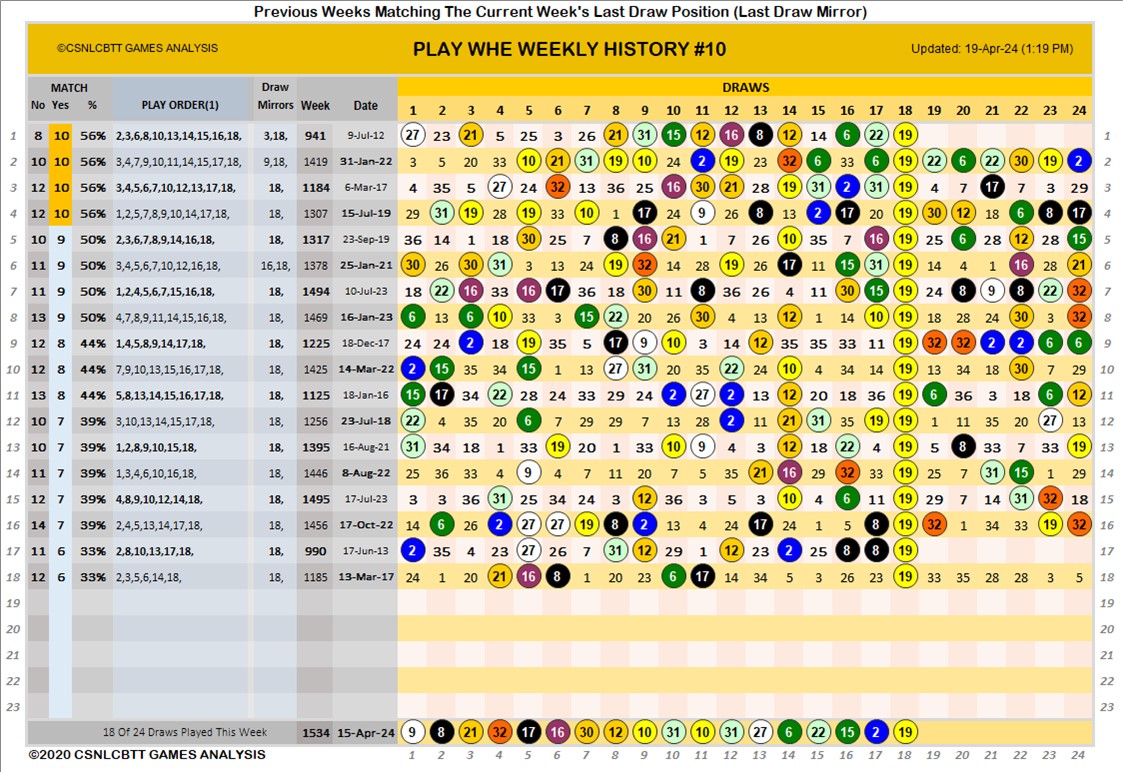 Previous Weeks Matching The Current Week's Last Draw Position (Last Draw Mirror)
©CSNLCBTT GAMES ANALYSIS PLAY WHE WEEKLY HISTORY #10 Updated: 19-Apr-24 (1:19 PM)
MATCH Draw DRAWS
No Yes % PLAY ORDER(1) Mirrors Week Date 1 2 3 4 5 6 7 8 9 10 11 12 13 14 15 16 17 18 19 20 21 22 23 24
1 8 10 56% 2,3,6,8,10,13,14,15,16,18, 3,18, 941 9-Jul-12 27 23 21 5 25 3 26 21 31 15 12 16 8 12 14 6 22 19 1
2 10 10 56% 3,4,7,9,10,11,14,15,17,18, 9,18, 1419 31-Jan-22 3 5 20 33 10 21 31 19 10 24 2 19 23 32 6 33 6 19 22 6 22 30 19 2 2
3 12 10 56% 3,4,5,6,7,10,12,13,17,18, 18, 1184 6-Mar-17 4 35 5 27 24 32 13 36 25 16 30 21 28 19 31 2 31 19 4 7 17 7 3 29 3
4 12 10 56% 1,2,5,7,8,9,10,14,17,18, 18, 1307 15-Jul-19 29 31 19 28 19 33 10 1 17 24 9 26 8 13 2 17 20 19 30 12 18 6 8 17 4
5 10 9 50% 2,3,6,7,8,9,14,16,18, 18, 1317 23-Sep-19 36 14 1 18 30 25 7 8 16 21 1 7 26 10 35 7 16 19 25 6 28 12 28 15 5
6 11 9 50% 3,4,5,6,7,10,12,16,18, 16,18, 1378 25-Jan-21 30 26 30 31 3 13 24 19 32 14 28 19 26 17 11 15 31 19 14 4 1 16 28 21 6
7 11 9 50% 1,2,4,5,6,7,15,16,18, 18, 1494 10-Jul-23 18 22 16 33 16 17 36 18 30 11 8 36 26 4 11 30 15 19 24 8 9 8 22 32 7
8 13 9 50% 4,7,8,9,11,14,15,16,18, 18, 1469 16-Jan-23 6 13 6 10 33 3 15 22 20 26 30 4 13 12 1 14 10 19 18 28 24 30 3 32 8
9 12 8 44% 1,4,5,8,9,14,17,18, 18, 1225 18-Dec-17 24 24 2 18 19 35 5 17 9 10 3 14 12 35 35 33 11 19 32 32 2 2 6 6 9
10 12 8 44% 7,9,10,13,15,16,17,18, 18, 1425 14-Mar-22 2 15 35 34 15 1 13 27 31 20 35 22 24 10 4 34 18 19 13 34 18 30 7 29 10
11 13 8 44% 5,8,13,14,15,16,17,18, 18, 1125 18-Jan-16 15 17 34 22 28 24 33 29 24 2 27 2 13 12 20 18 36 19 6 36 3 18 6 12 11
12 10 7 39% 3,10,13,14,15,17,18, 18, 1256 23-Jul-18 22 4 35 20 6 7 29 29 7 13 28 2 11 21 31 35 19 19 1 11 35 20 27 13 12
13 10 7 39% 1,2,8,9,10,15,18, 18, 1395 16-Aug-21 31 34 18 1 33 19 20 1 33 10 9 4 3 12 18 22 4 19 5 8 33 7 33 19 13
14 11 7 39% 1,3,4,6,10,16,18, 18, 1446 8-Aug-22 25 36 33 4 9 4 7 11 20 7 5 35 21 16 29 32 33 19 25 7 31 15 1 29 14
15 12 7 39% 4,8,9,10,12,14,18, 18, 1495 17-Jul-23 3 3 36 31 25 34 24 3 12 36 3 5 3 10 4 6 11 19 29 7 14 31 32 18 15
16 14 7 39% 2,4,5,13,14,17,18, 18, 1456 17-Oct-22 14 6 26 2 27 27 19 8 2 13 4 24 17 24 1 5 8 19 32 1 34 33 19 32 16
17 11 6 33% 2,8,10,13,17,18, 18, 990 17-Jun-13 2 35 4 23 27 26 7 31 12 29 1 12 23 2 25 8 8 19 17
18 12 6 33% 2,3,5,6,14,18, 18, 1185 13-Mar-17 24 1 20 21 16 8 1 20 23 6 17 14 34 5 3 26 23 19 33 35 28 28 3 5 18
19 19
20 20
21 21
22 22
23 23
18 Of 24 Draws Played This Week 1534 15-Apr-24 9 8 21 32 17 16 30 12 10 31 10 31 27 6 22 15 2 19
©2020 CSNLCBTT GAMES ANALYSIS 1 2 3 4 5 6 7 8 9 10 11 12 13 14 15 16 17 18 19 20 21 22 23 24